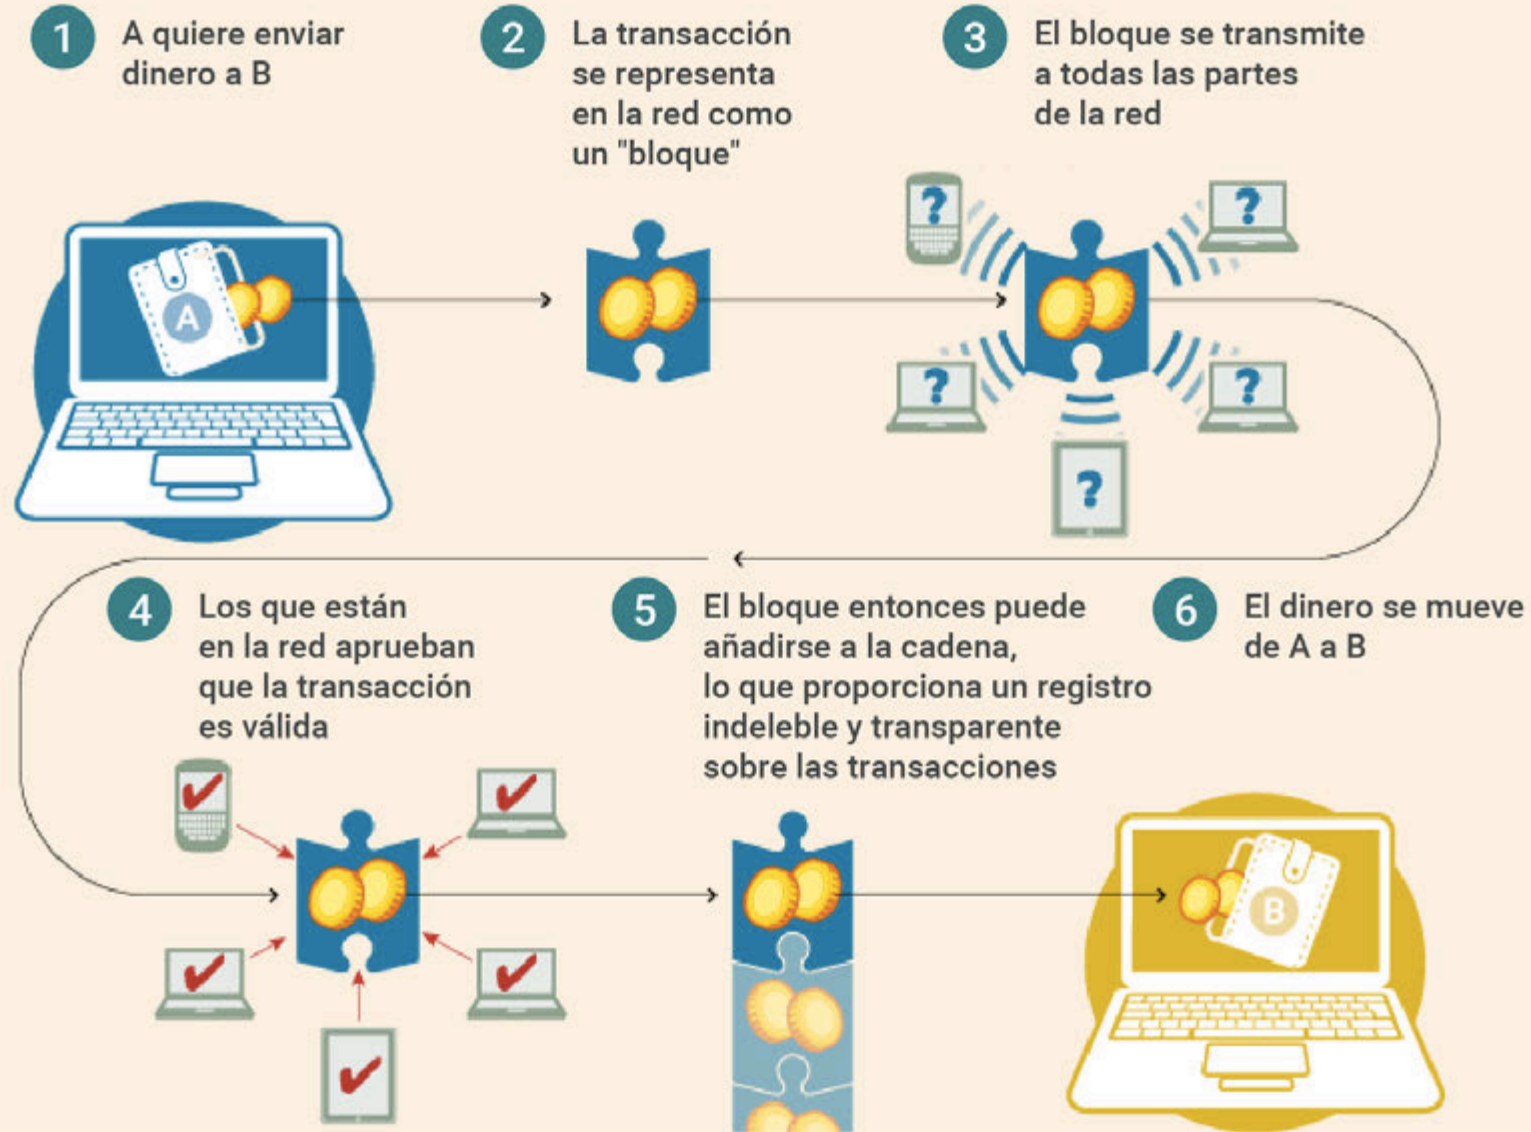 1
A quiere enviar
dinero a B
2
La transacción
se representa
en la red como
un "bloque"
3
El bloque se transmite
a todas las partes
de la red
A
?
?
?
?
?
4
Los que están
en la red aprueban
que la transacción
es válida
5
El bloque entonces puede
añadirse a la cadena,
lo que proporciona un registro
indeleble y transparente
sobre las transacciones
6
El dinero se mueve
de A a B
B